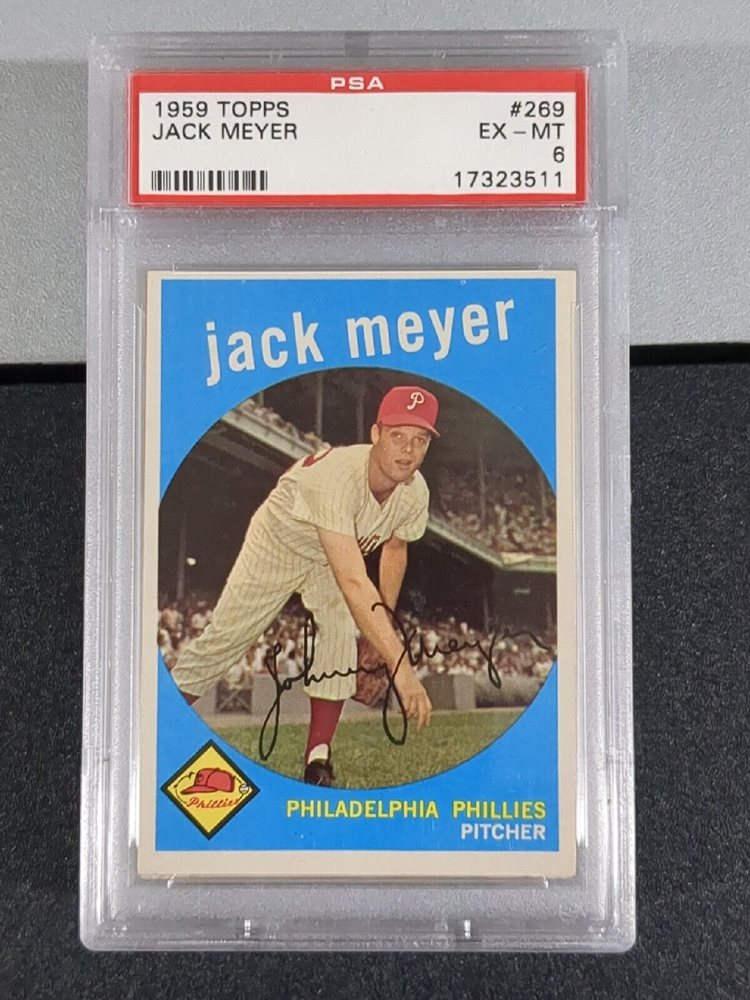 PSA
1959 TOPPS #269
JACK MEYER EX - MT
6
17323511
jack meyer
P
Johnny Meyer
Phillies
PHILADELPHIA PHILLIES
PITCHER